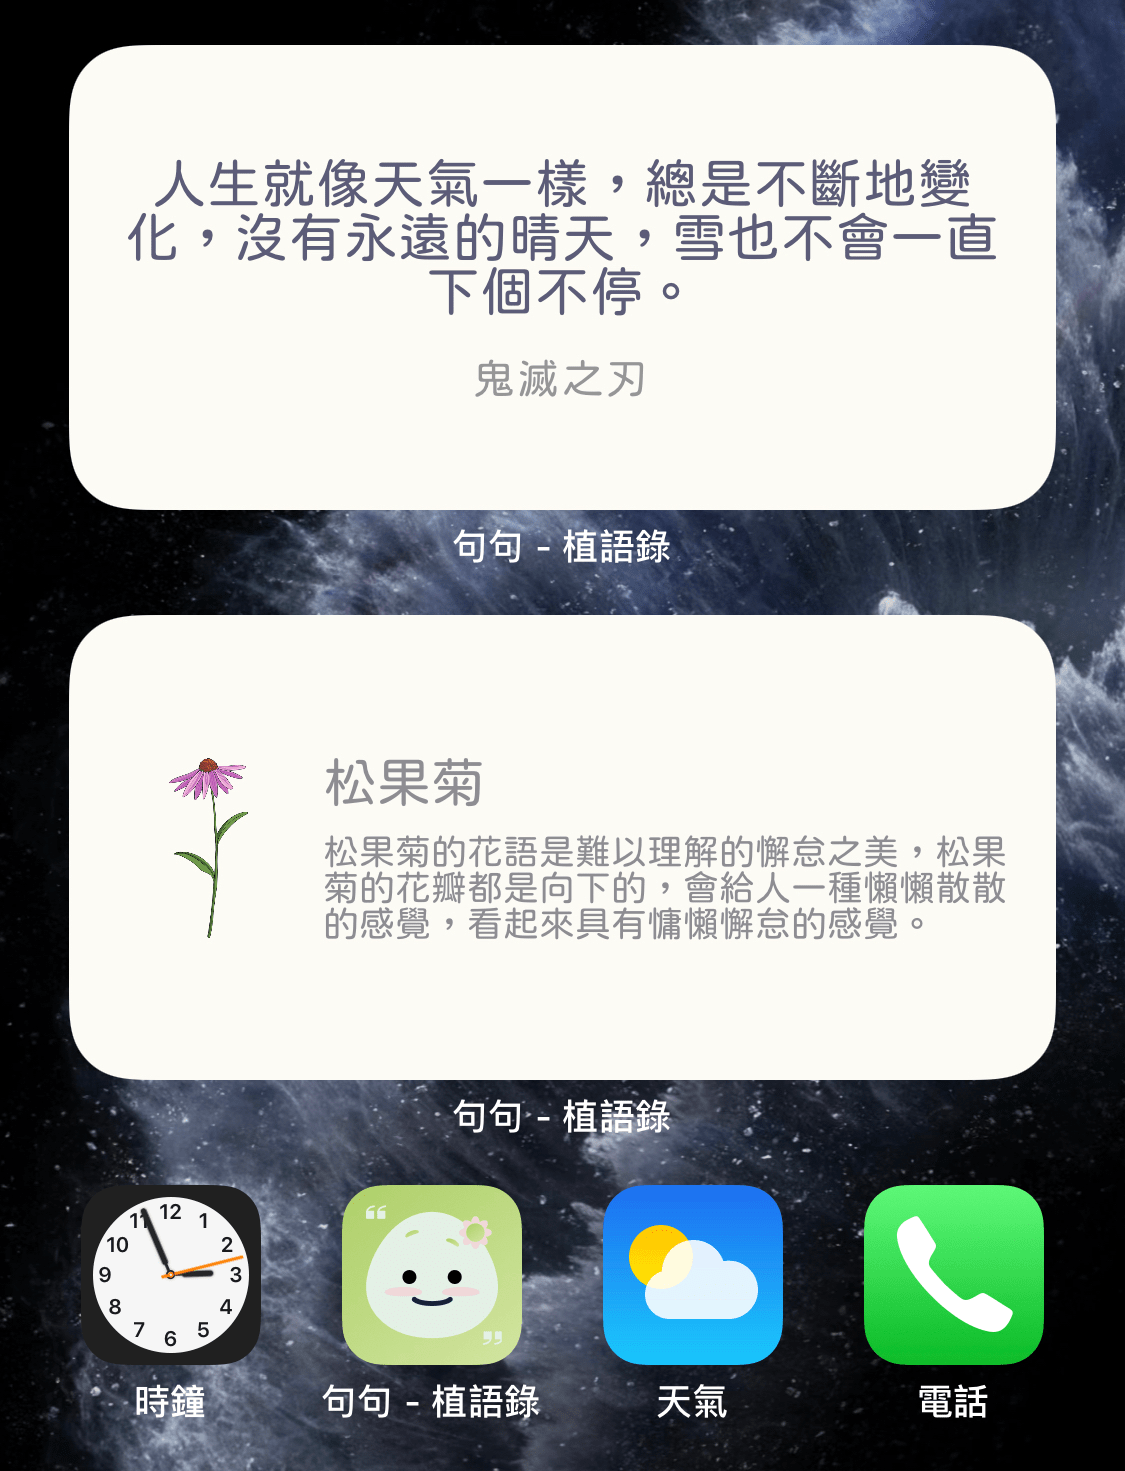 人生就像天氣一樣，總是不斷地變
化，沒有永遠的晴天，雪也不會一直
下個不停。
鬼滅之刃
句句 - 植語錄
松果菊
松果菊的花語是難以理解的懈怠之美，松果
菊的花瓣都是向下的，會給人一種懶懶散散
的感覺，看起來具有慵懶懈怠的感覺。
句句 - 植語錄
12
11 1
10 2
9 3
8 4
7 5
6
時鐘 句句 - 植語錄 天氣 電話